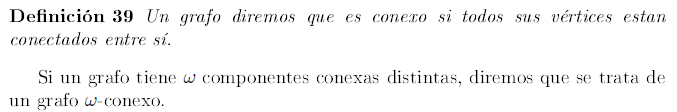 Definición 39 Un grafo diremos que es conexo si todos sus vértices estan
conectados entre sí.
Si un grafo tiene ω componentes conexas distintas, diremos que se trata de
un grafo ω-conexo.